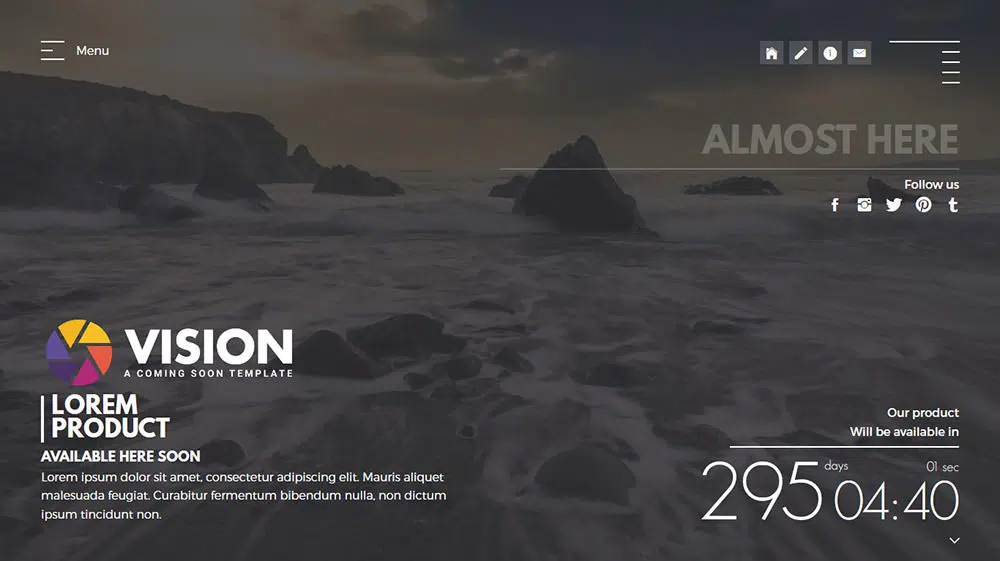 Menu
ALMOST HERE
Follow us
VISION
A COMING SOON TEMPLATE
LOREM
PRODUCT
AVAILABLE HERE SOON
Lorem ipsum dolor sit amet, consectetur adipiscing elit. Mauris aliquet
malesuada feugiat. Curabitur fermentum bibendum nulla, non dictum
ipsum tincidunt non.
Our product
Will be available in
295 days 04:40 01 sec